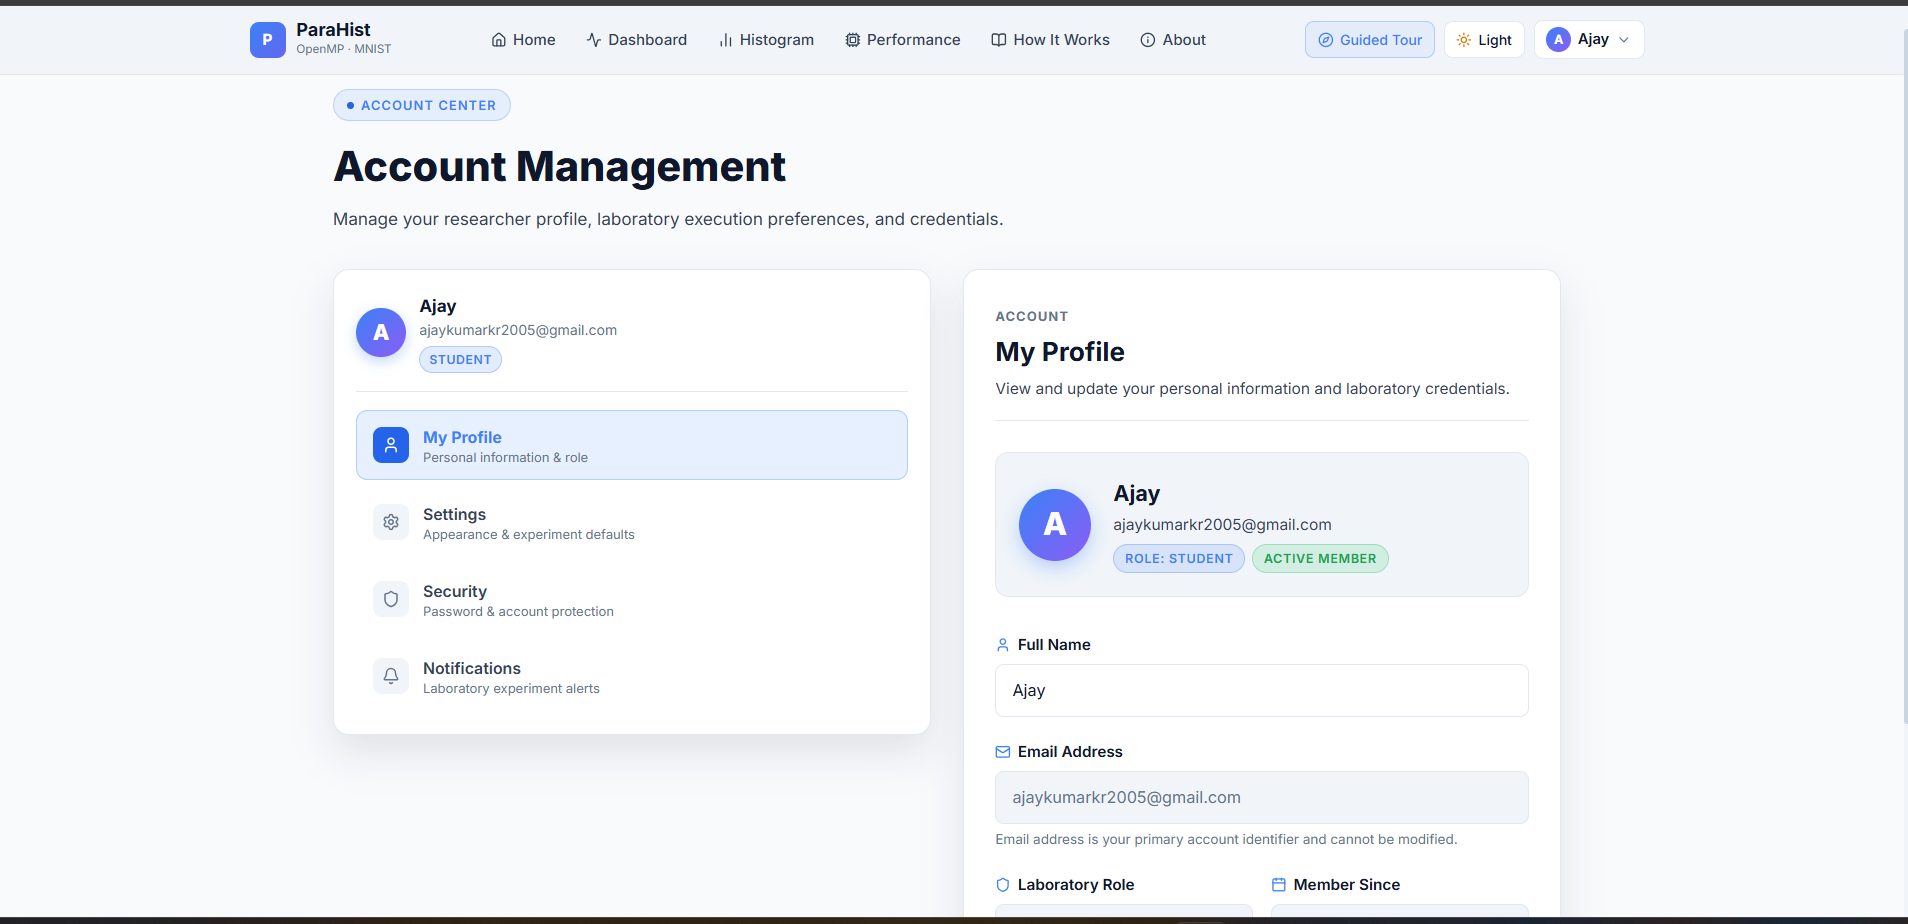 P
ParaHist
OpenMP · MNIST
Home
Dashboard
Histogram
Performance
How It Works
About
Guided Tour
Light
A
Ajay
ACCOUNT CENTER
Account Management
Manage your researcher profile, laboratory execution preferences, and credentials.
A
Ajay
ajaykumarkr2005@gmail.com
STUDENT
My Profile
Personal information & role
Settings
Appearance & experiment defaults
Security
Password & account protection
Notifications
Laboratory experiment alerts
ACCOUNT
My Profile
View and update your personal information and laboratory credentials.
A
Ajay
ajaykumarkr2005@gmail.com
ROLE: STUDENT
ACTIVE MEMBER
Full Name
Ajay
Email Address
ajaykumarkr2005@gmail.com
Email address is your primary account identifier and cannot be modified.
Laboratory Role
Member Since